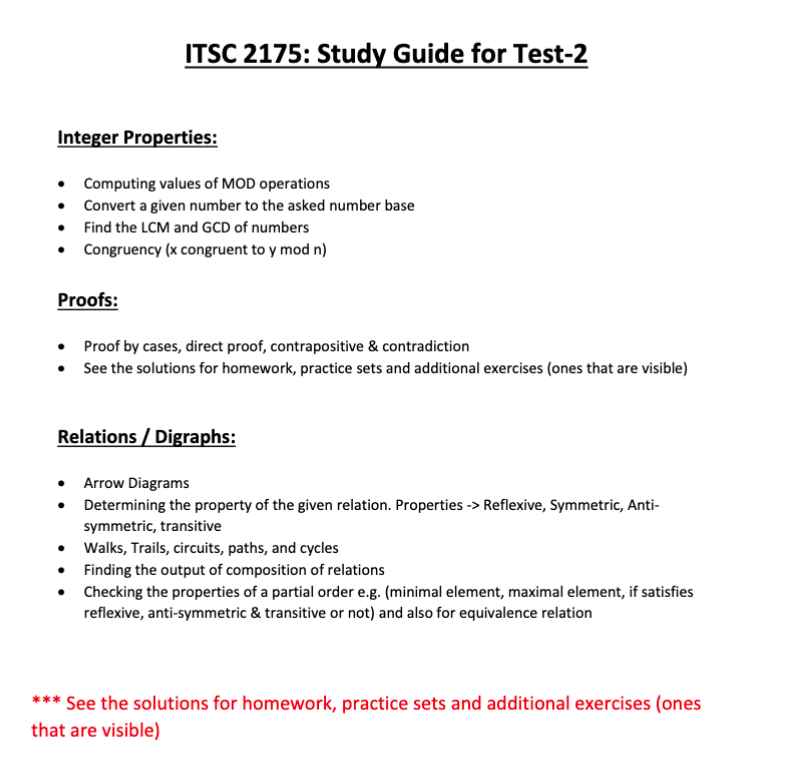 ITSC 2175: Study Guide for Test-2
Integer Properties:
• Computing values of MOD operations
• Convert a given number to the asked number base
• Find the LCM and GCD of numbers
• Congruency (x congruent to y mod n)
Proofs:
• Proof by cases, direct proof, contrapositive & contradiction
• See the solutions for homework, practice sets and additional exercises (ones that are visible)
Relations / Digraphs:
• Arrow Diagrams
• Determining the property of the given relation. Properties -> Reflexive, Symmetric, Anti-
symmetric, transitive
• Walks, Trails, circuits, paths, and cycles
• Finding the output of composition of relations
• Checking the properties of a partial order e.g. (minimal element, maximal element, if satisfies
reflexive, anti-symmetric & transitive or not) and also for equivalence relation
*** See the solutions for homework, practice sets and additional exercises (ones
that are visible)